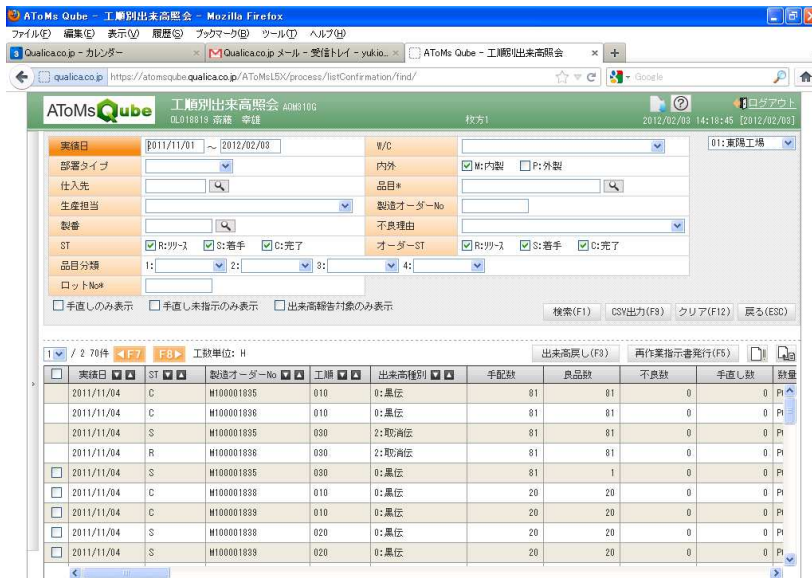 AToMs Qube - 工順別出来高照会 - Mozilla Firefox
ファイル(F) 編集(E) 表示(V) 履歴(S) ブックマーク(B) ツール(T) ヘルプ(H)
Qualica.co.jp - カレンダー × Qualica.co.jp メール - 受信トレイ - yukio... × AToMs Qube - 工順別出来高照会 × +
qualica.co.jp https://atomsqube.qualica.co.jp/AToMsL5X/process/listConfirmation/find/ Google
AToMs Qube 工順別出来高照会 AOM310G ログアウト
OL018819 斎藤 幸雄 枚方1 2012/02/03 14:18:45 [2012/02/03]
実績日 2011/11/01 ～ 2012/02/03 W/C 01:東陽工場
部署タイプ 内外 M:内製 P:外製
仕入先 品目*
生産担当 製造オーダーNo
製番 不良理由
ST R:リリース S:着手 C:完了 オーダーST R:リリース S:着手 C:完了
品目分類 1: 2: 3: 4:
ロットNo*
手直しのみ表示 手直し未指示のみ表示 出来高報告対象のみ表示 検索(F1) CSV出力(F9) クリア(F12) 戻る(ESC)
1 / 2 70件 F7 F8 工数単位: H 出来高戻し(F3) 再作業指示書発行(F5)
実績日 ST 製造オーダーNo 工順 出来高種別 手配数 良品数 不良数 手直し数 数量
2011/11/04 C M100001835 010 0:黒伝 81 81 0 0
2011/11/04 C M100001836 010 0:黒伝 81 81 0 0
2011/11/04 S M100001835 030 2:取消伝 81 81 0 0
2011/11/04 R M100001836 030 2:取消伝 81 81 0 0
2011/11/04 S M100001835 030 0:黒伝 81 1 0 0
2011/11/04 C M100001838 010 0:黒伝 20 20 0 0
2011/11/04 C M100001839 010 0:黒伝 20 20 0 0
2011/11/04 S M100001838 020 0:黒伝 20 20 0 0
2011/11/04 S M100001839 020 0:黒伝 20 20 0 0